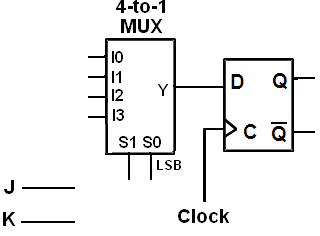 4-to-1
MUX
I0
I1
I2
I3
Y
S1 S0
LSB
D Q
C Q̅
J
K
Clock